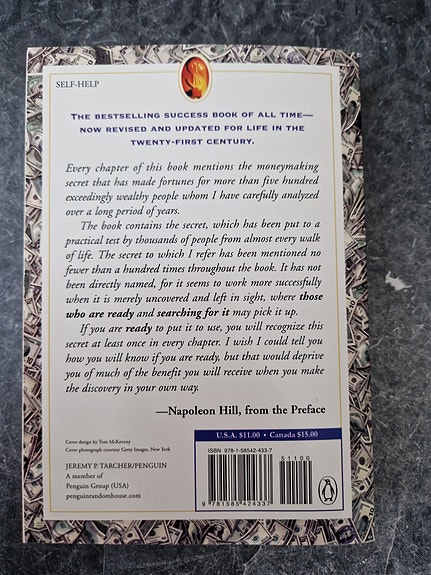 SELF-HELP
THE BESTSELLING SUCCESS BOOK OF ALL TIME—
NOW REVISED AND UPDATED FOR LIFE IN THE
TWENTY-FIRST CENTURY.
Every chapter of this book mentions the moneymaking
secret that has made fortunes for more than five hundred
exceedingly wealthy people whom I have carefully analyzed
over a long period of years.
The book contains the secret, which has been put to a
practical test by thousands of people from almost every walk
of life. The secret to which I refer has been mentioned no
fewer than a hundred times throughout the book. It has not
been directly named, for it seems to work more successfully
when it is merely uncovered and left in sight, where those
who are ready and searching for it may pick it up.
If you are ready to put it to use, you will recognize this
secret at least once in every chapter. I wish I could tell you
how you will know if you are ready, but that would deprive
you of much of the benefit you will receive when you make
the discovery in your own way.
—Napoleon Hill, from the Preface
U.S.A. $11.00 • Canada $15.00
Cover design by Tom McKeveny
Cover photograph courtesy Getty Images, New York
JEREMY P. TARCHER/PENGUIN
A member of
Penguin Group (USA)
penguinrandomhouse.com
ISBN 978-1-58542-433-7
51100
9 781585 424337